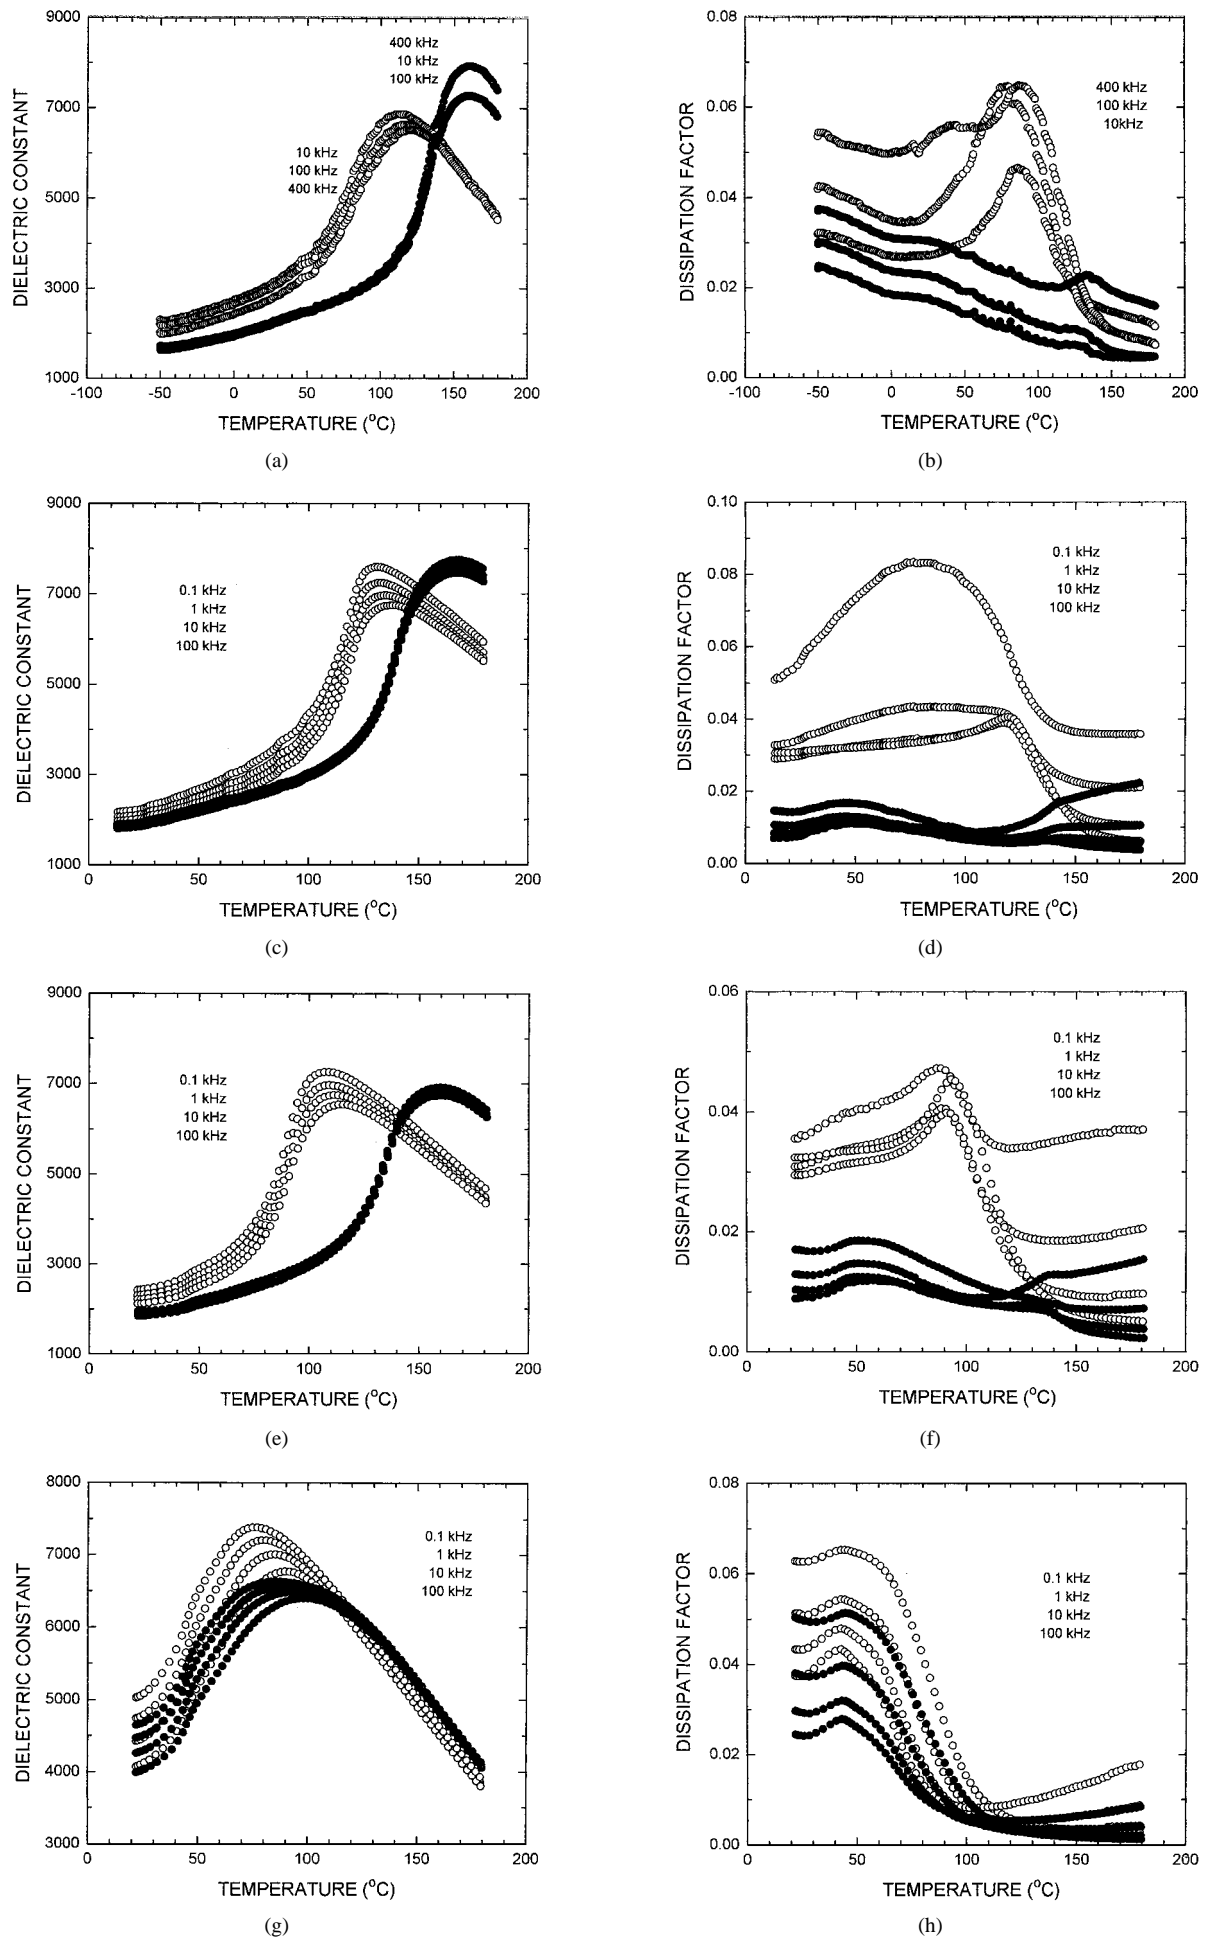 9000
7000
5000
3000
1000
DIELECTRIC CONSTANT
400 kHz
10 kHz
100 kHz
10 kHz
100 kHz
400 kHz
-100 -50 0 50 100 150 200
TEMPERATURE (°C)
(a)
0.08
0.06
0.04
0.02
0.00
DISSIPATION FACTOR
400 kHz
100 kHz
10kHz
-100 -50 0 50 100 150 200
TEMPERATURE (°C)
(b)
9000
7000
5000
3000
1000
DIELECTRIC CONSTANT
0.1 kHz
1 kHz
10 kHz
100 kHz
0 50 100 150 200
TEMPERATURE (°C)
(c)
0.10
0.08
0.06
0.04
0.02
0.00
DISSIPATION FACTOR
0.1 kHz
1 kHz
10 kHz
100 kHz
0 50 100 150 200
TEMPERATURE (°C)
(d)
9000
7000
5000
3000
1000
DIELECTRIC CONSTANT
0.1 kHz
1 kHz
10 kHz
100 kHz
0 50 100 150 200
TEMPERATURE (°C)
(e)
0.06
0.04
0.02
0.00
DISSIPATION FACTOR
0.1 kHz
1 kHz
10 kHz
100 kHz
0 50 100 150 200
TEMPERATURE (°C)
(f)
8000
7000
6000
5000
4000
3000
DIELECTRIC CONSTANT
0.1 kHz
1 kHz
10 kHz
100 kHz
0 50 100 150 200
TEMPERATURE (°C)
(g)
0.08
0.06
0.04
0.02
0.00
DISSIPATION FACTOR
0.1 kHz
1 kHz
10 kHz
100 kHz
0 50 100 150 200
TEMPERATURE (°C)
(h)